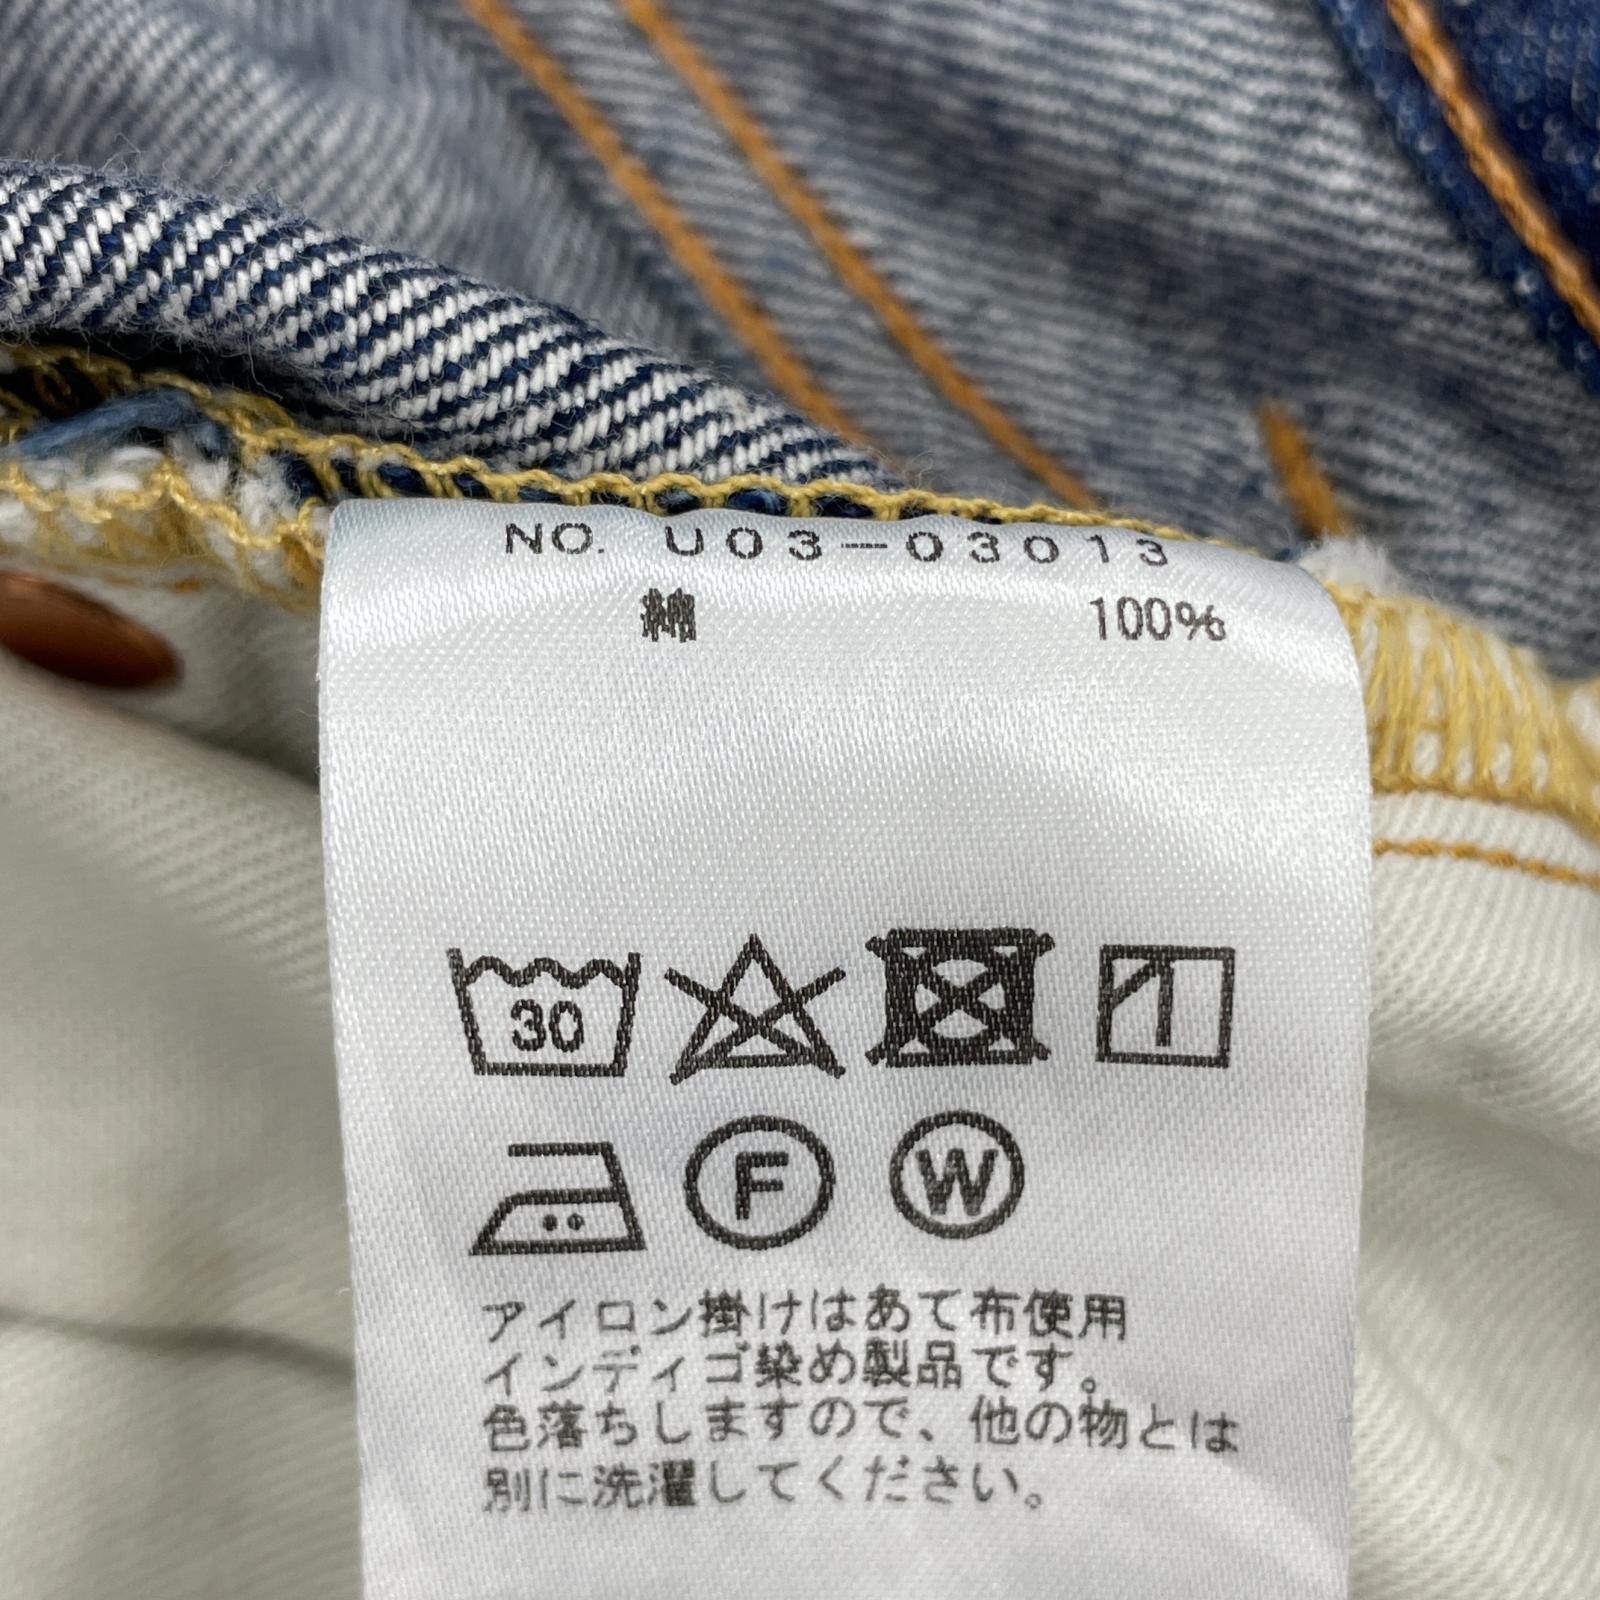 NO. U03-03013
綿 100%
30
F W
アイロン掛けはあて布使用
インディゴ染め製品です。
色落ちしますので、他の物とは
別に洗濯してください。